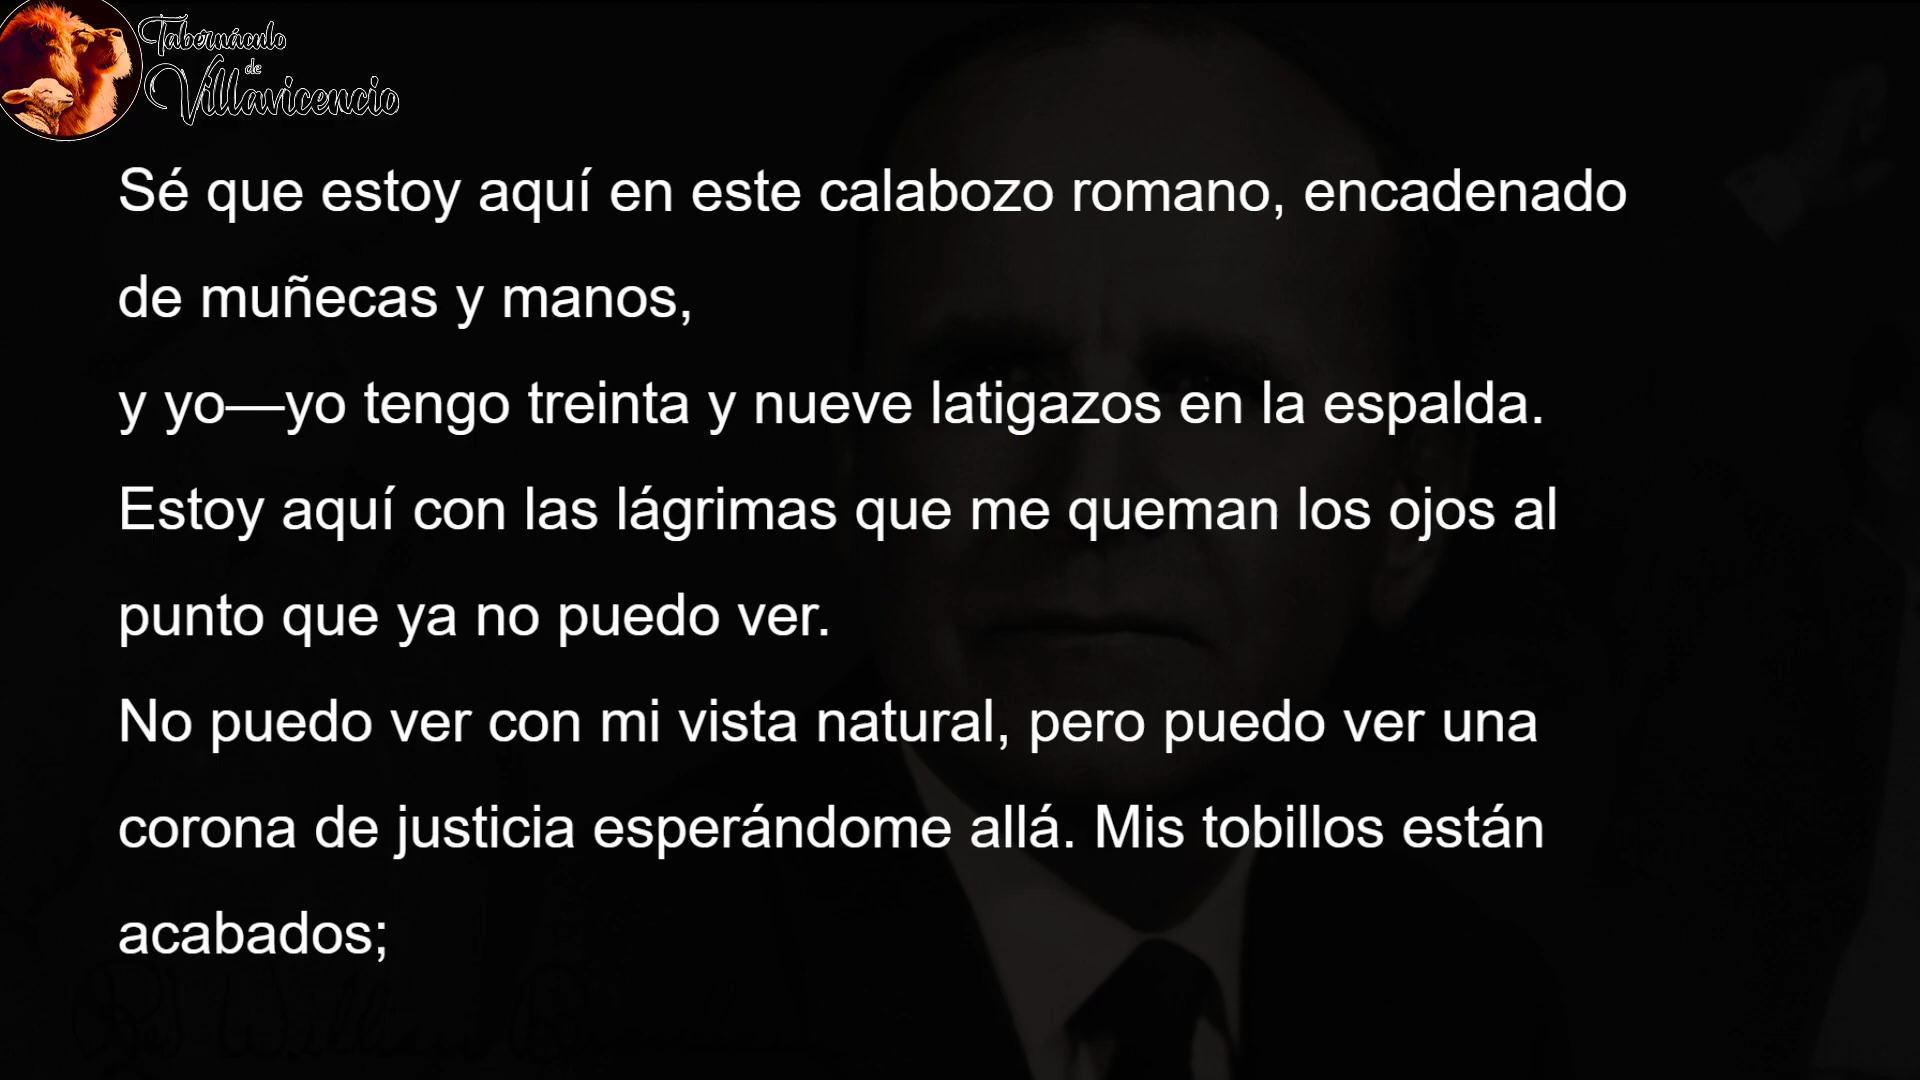 Tabernáculo
de
Villavicencio
Sé que estoy aquí en este calabozo romano, encadenado
de muñecas y manos,
y yo—yo tengo treinta y nueve latigazos en la espalda.
Estoy aquí con las lágrimas que me queman los ojos al
punto que ya no puedo ver.
No puedo ver con mi vista natural, pero puedo ver una
corona de justicia esperándome allá. Mis tobillos están
acabados;